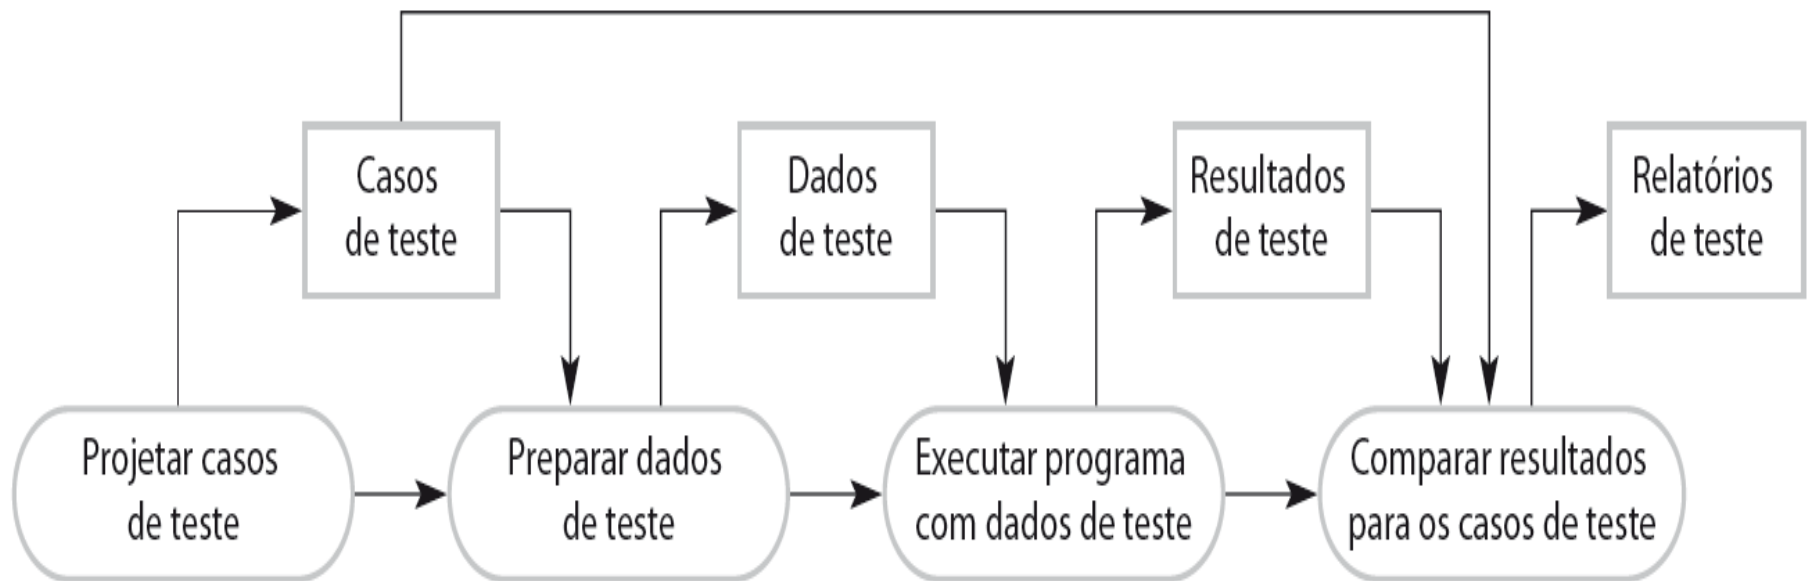 Casos
de teste
Dados
de teste
Resultados
de teste
Relatórios
de teste
Projetar casos
de teste
Preparar dados
de teste
Executar programa
com dados de teste
Comparar resultados
para os casos de teste